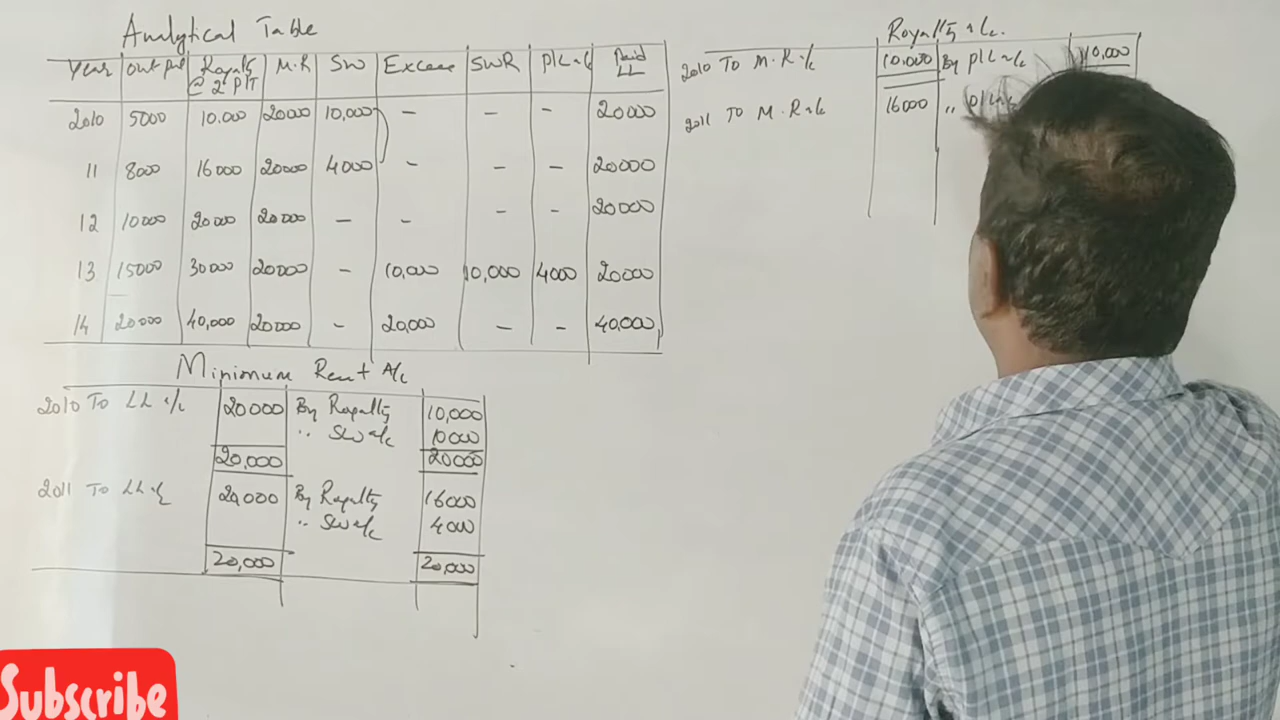 Analytical Table
Year Output Royalty @ 2 P/T M.R SW Excess SWR P/L a/c Paid LL
2010 5000 10.000 20000 10,000 - - - 20000
11 8000 16000 20000 4000 - - - 20000
12 10000 20000 20000 - - - - 20000
13 15000 30000 20000 - 10,000 10,000 4000 20000
14 20000 40,000 20000 - 20,000 - - 40,000
Minimum Rent A/c
2010 To LL a/c 20000 By Royalty 10,000
" SW a/c 10000
20,000 20000
2011 To LL a/c 20,000 By Royalty 16000
" SW a/c 4000
20,000 20,000
Royalty a/c.
2010 To M.R a/c 10,000 By P/L a/c 10,000
2011 To M.R a/c 16000 " P/L a/c
Subscribe